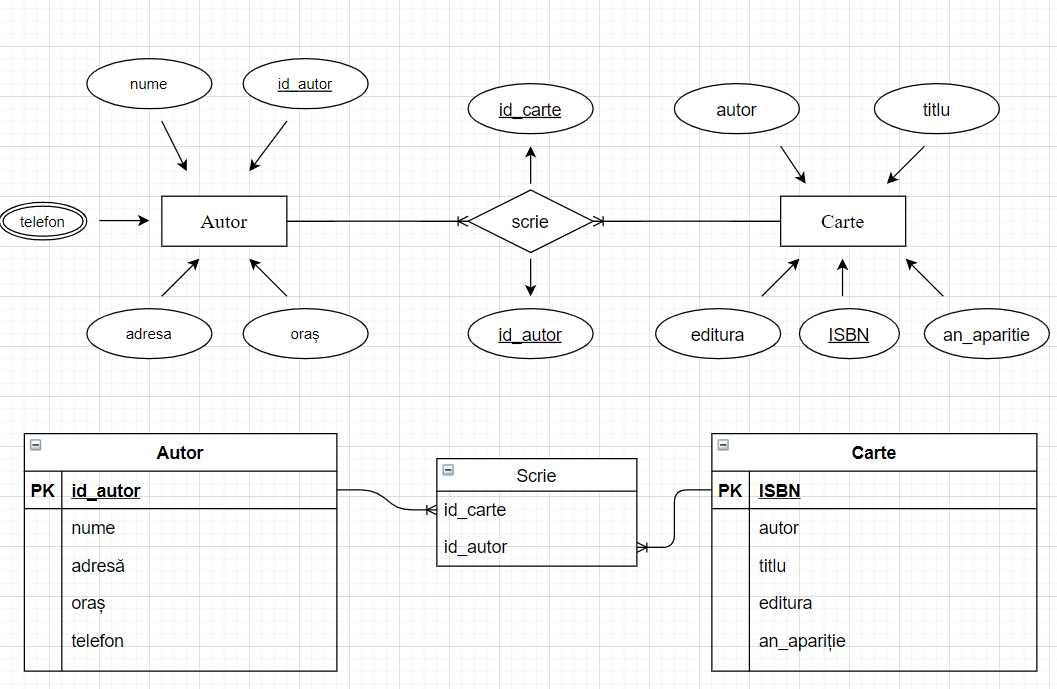 nume
id_autor
id_carte
autor
titlu
telefon
Autor
scrie
Carte
adresa
oraș
id_autor
editura
ISBN
an_aparitie
Autor
PK id_autor
nume
adresă
oraș
telefon
Scrie
id_carte
id_autor
Carte
PK ISBN
autor
titlu
editura
an_apariție